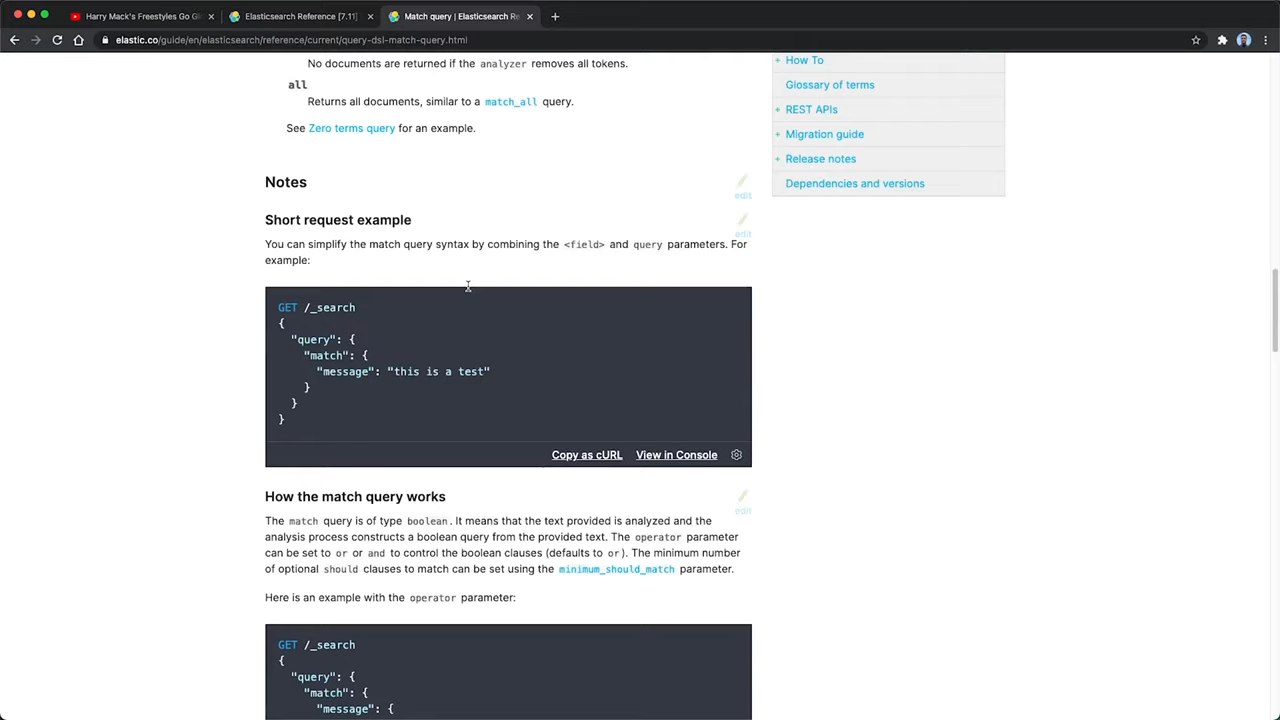 Harry Mack's Freestyles Go Gl
Elasticsearch Reference [7.11]
Match query | Elasticsearch Re
elastic.co/guide/en/elasticsearch/reference/current/query-dsl-match-query.html
No documents are returned if the analyzer removes all tokens.
all
Returns all documents, similar to a match_all query.
See Zero terms query for an example.
How To
Glossary of terms
REST APIs
Migration guide
Release notes
Dependencies and versions
Notes
edit
Short request example
edit
You can simplify the match query syntax by combining the <field> and query parameters. For
example:
GET /_search
{
"query": {
"match": {
"message": "this is a test"
}
}
}
Copy as cURL View in Console
How the match query works
edit
The match query is of type boolean. It means that the text provided is analyzed and the
analysis process constructs a boolean query from the provided text. The operator parameter
can be set to or or and to control the boolean clauses (defaults to or). The minimum number
of optional should clauses to match can be set using the minimum_should_match parameter.
Here is an example with the operator parameter:
GET /_search
{
"query": {
"match": {
"message": {